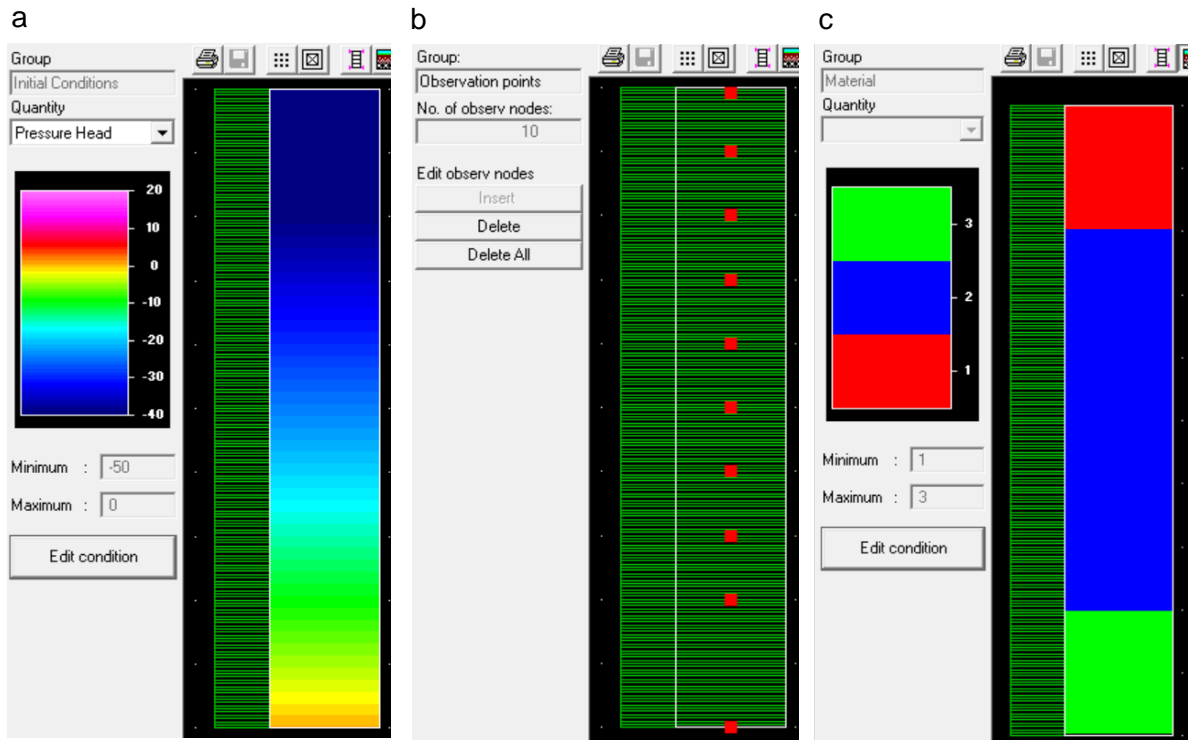 a
Group
Initial Conditions
Quantity
Pressure Head
20
10
0
-10
-20
-30
-40
Minimum : -50
Maximum : 0
Edit condition
b
Group:
Observation points
No. of observ nodes:
10
Edit observ nodes
Insert
Delete
Delete All
c
Group
Material
Quantity
3
2
1
Minimum : 1
Maximum : 3
Edit condition